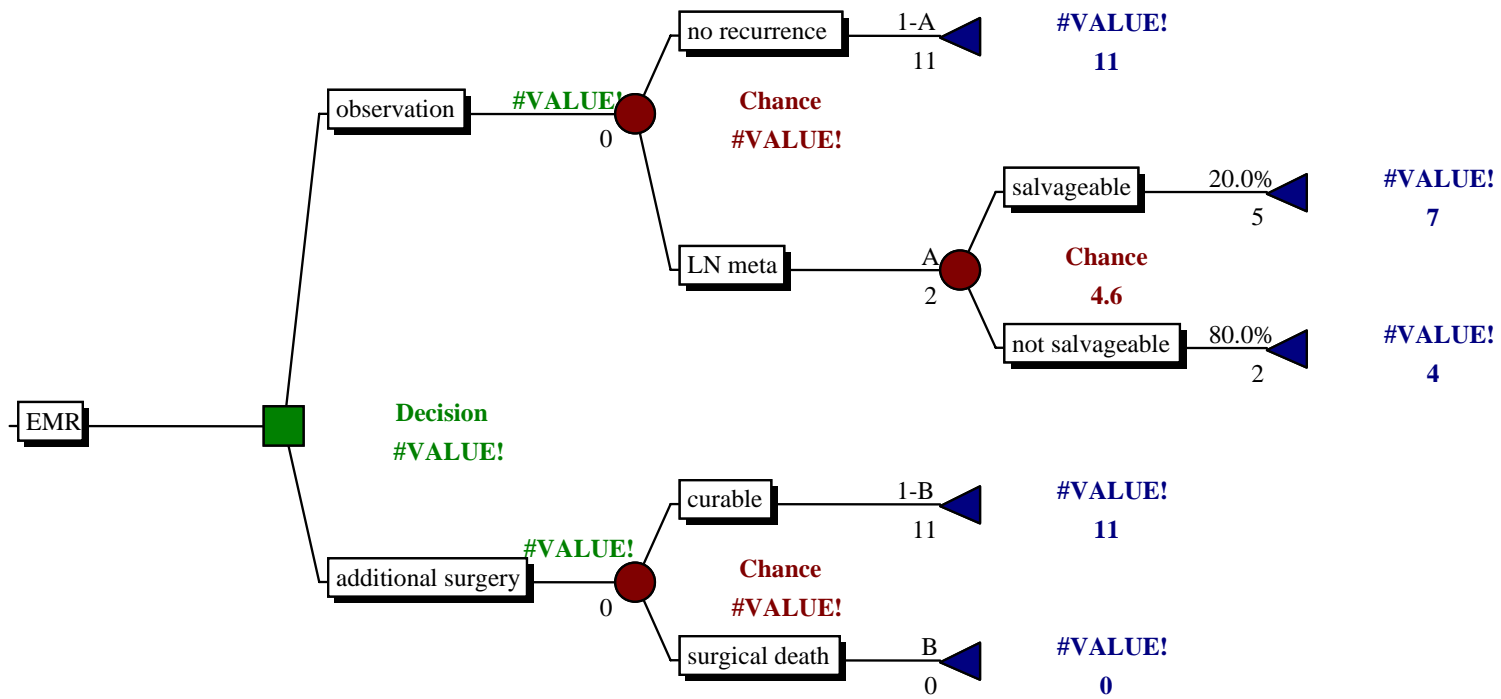 no recurrence 1-A #VALUE!
11 11
observation #VALUE! Chance
0 #VALUE!
salvageable 20.0% #VALUE!
5 7
LN meta A Chance
2 4.6
not salvageable 80.0% #VALUE!
2 4
EMR Decision
#VALUE!
curable 1-B #VALUE!
11 11
additional surgery #VALUE! Chance
0 #VALUE!
surgical death B #VALUE!
0 0